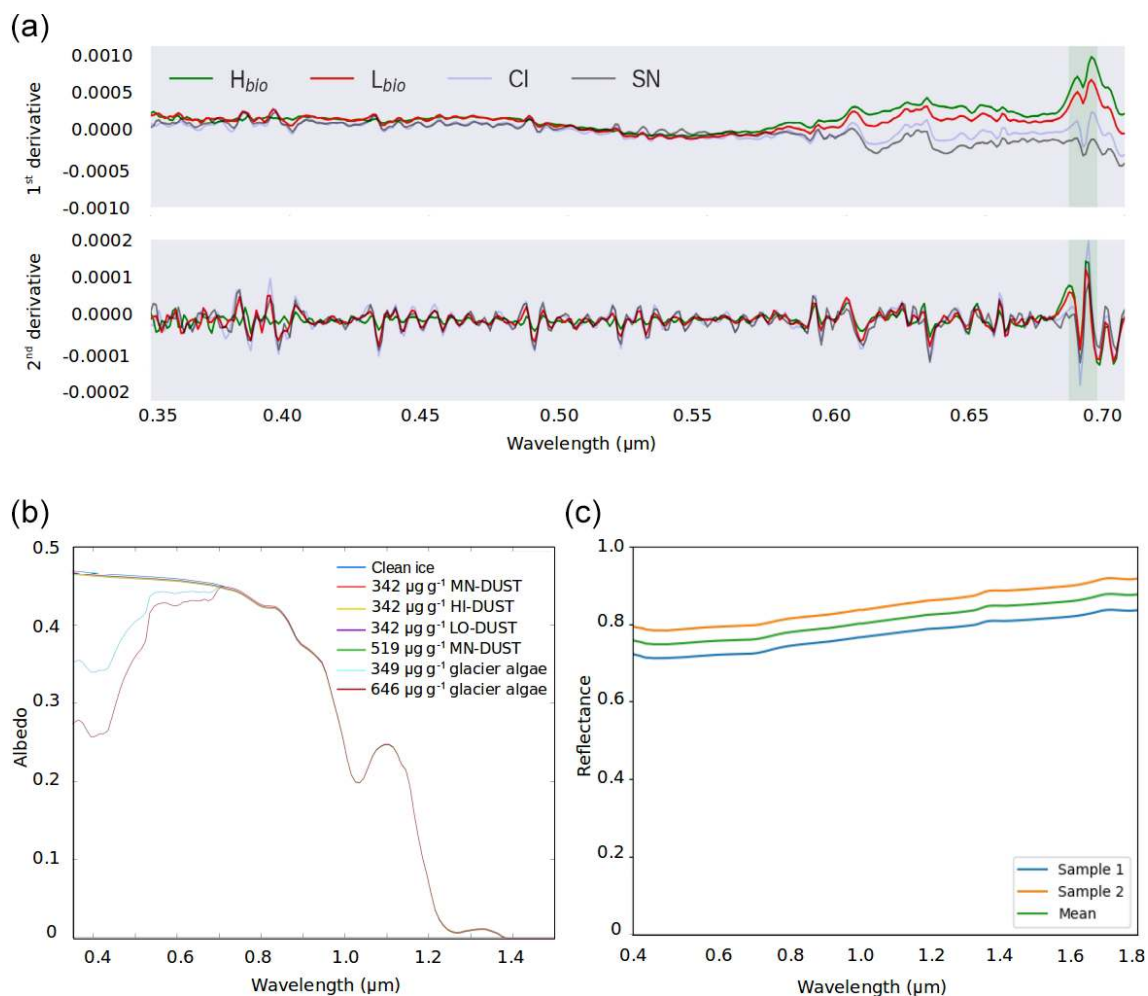 (a)
0.0010
0.0005
0.0000
-0.0005
-0.0010
1st derivative
H_bio L_bio CI SN
0.0002
0.0001
0.0000
-0.0001
-0.0002
2nd derivative
0.35 0.40 0.45 0.50 0.55 0.60 0.65 0.70
Wavelength (µm)
(b)
0.5
0.4
0.3
0.2
0.1
0
Albedo
Clean ice
342 µg g⁻¹ MN-DUST
342 µg g⁻¹ HI-DUST
342 µg g⁻¹ LO-DUST
519 µg g⁻¹ MN-DUST
349 µg g⁻¹ glacier algae
646 µg g⁻¹ glacier algae
0.4 0.6 0.8 1.0 1.2 1.4
Wavelength (µm)
(c)
1.0
0.8
0.6
0.4
0.2
0
Reflectance
Sample 1
Sample 2
Mean
0.4 0.6 0.8 1.0 1.2 1.4 1.6 1.8
Wavelength (µm)